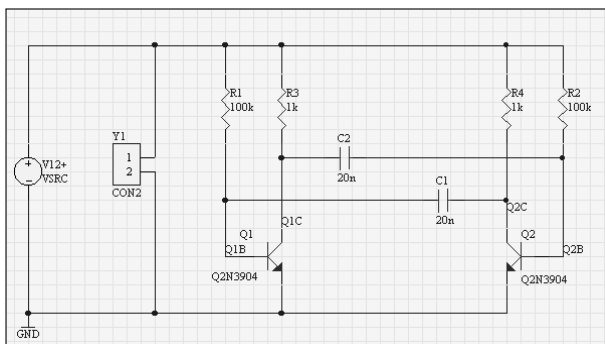 R1
100k
R3
1k
R4
1k
R2
100k
C2
20n
Y1
1
2
CON2
V12+
VSRC
C1
20n
Q1C
Q2C
Q1
Q1B
Q2N3904
Q2
Q2B
Q2N3904
GND